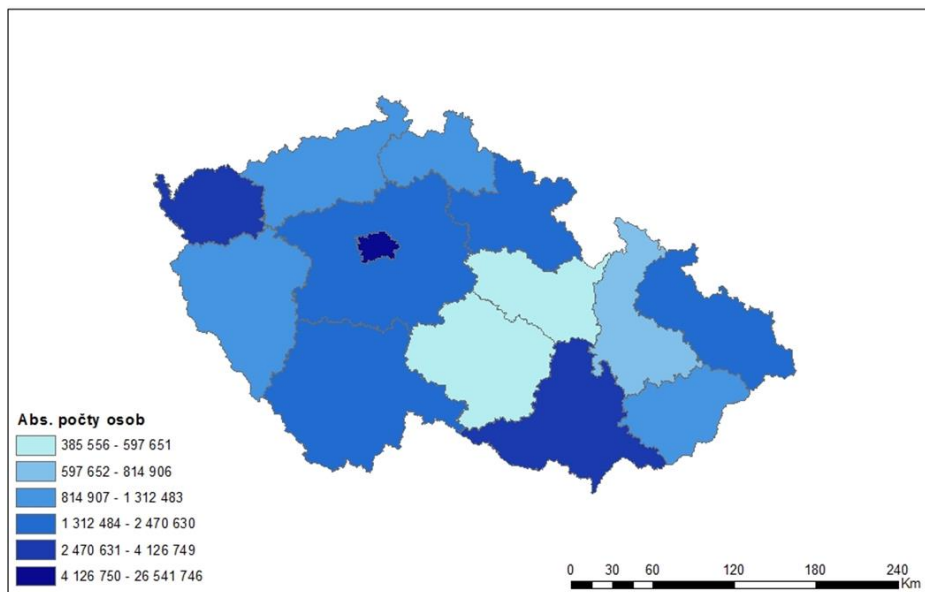 Abs. počty osob
385 556 - 597 651
597 652 - 814 906
814 907 - 1 312 483
1 312 484 - 2 470 630
2 470 631 - 4 126 749
4 126 750 - 26 541 746
0 30 60 120 180 240
Km